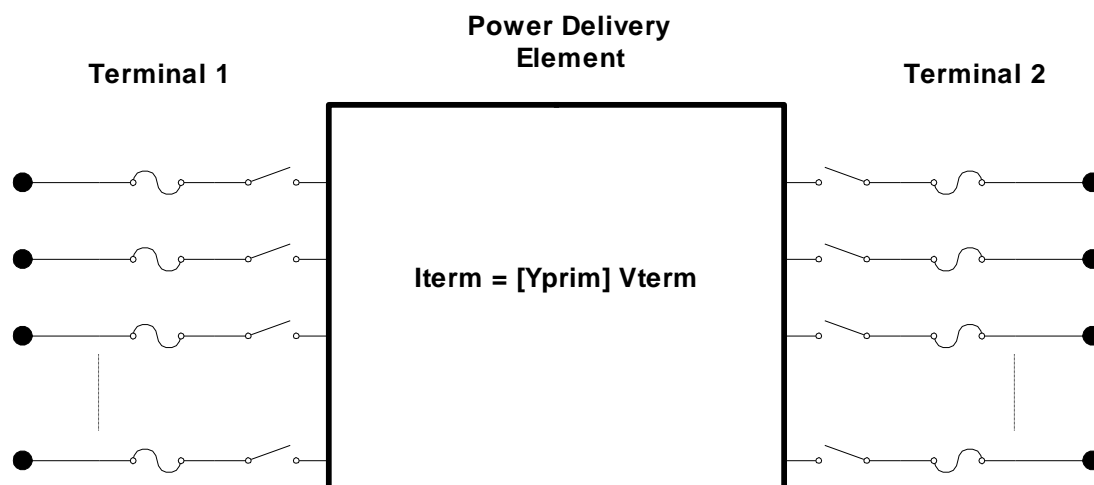 Power Delivery
Element
Terminal 1
Terminal 2
Iterm = [Yprim] Vterm